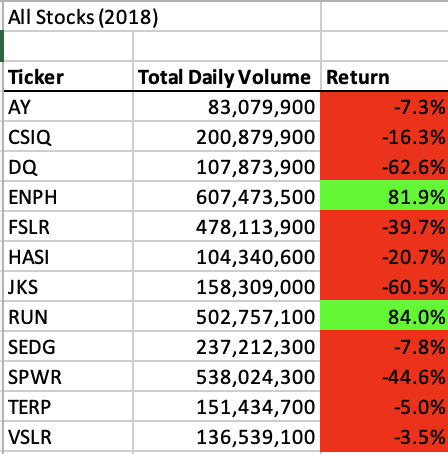 All Stocks (2018)
Ticker Total Daily Volume Return
AY 83,079,900 -7.3%
CSIQ 200,879,900 -16.3%
DQ 107,873,900 -62.6%
ENPH 607,473,500 81.9%
FSLR 478,113,900 -39.7%
HASI 104,340,600 -20.7%
JKS 158,309,000 -60.5%
RUN 502,757,100 84.0%
SEDG 237,212,300 -7.8%
SPWR 538,024,300 -44.6%
TERP 151,434,700 -5.0%
VSLR 136,539,100 -3.5%